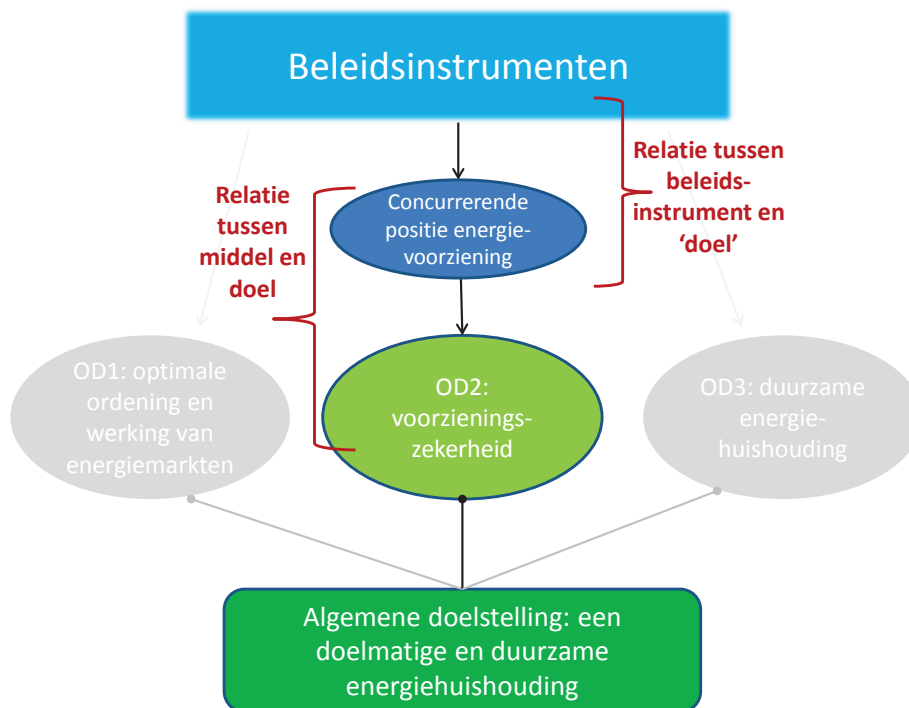 Beleidsinstrumenten
Relatie tussen
beleids-
instrument en
‘doel’
Relatie
tussen
middel en
doel
Concurrerende
positie energie-
voorziening
OD1: optimale
ordening en
werking van
energiemarkten
OD2:
voorzienings-
zekerheid
OD3: duurzame
energie-
huishouding
Algemene doelstelling: een
doelmatige en duurzame
energiehuishouding